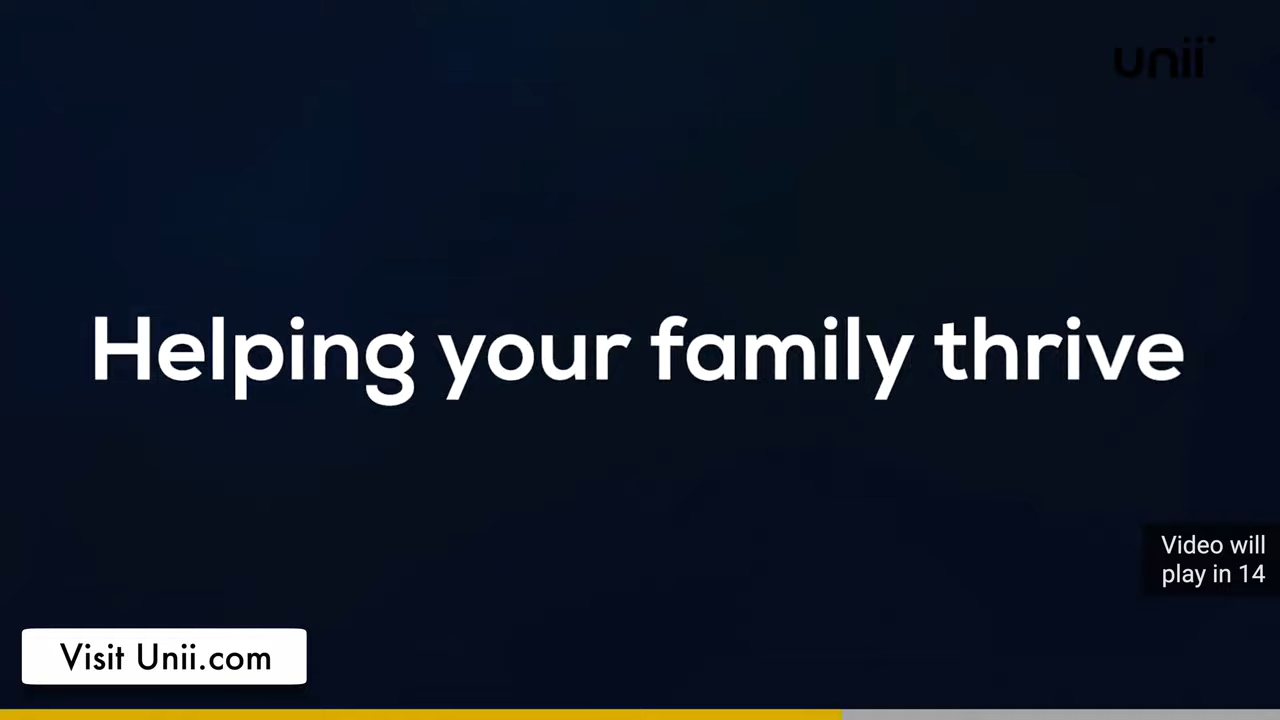 unii
Helping your family thrive
Video will
play in 14
Visit Unii.com